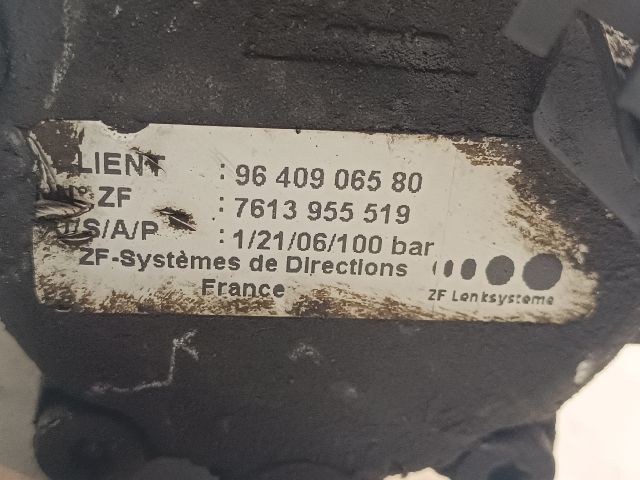 LIENT : 96 409 065 80
N° ZF : 7613 955 519
/S/A/P : 1/21/06/100 bar
ZF-Systèmes de Directions
France
ZF Lenksysteme